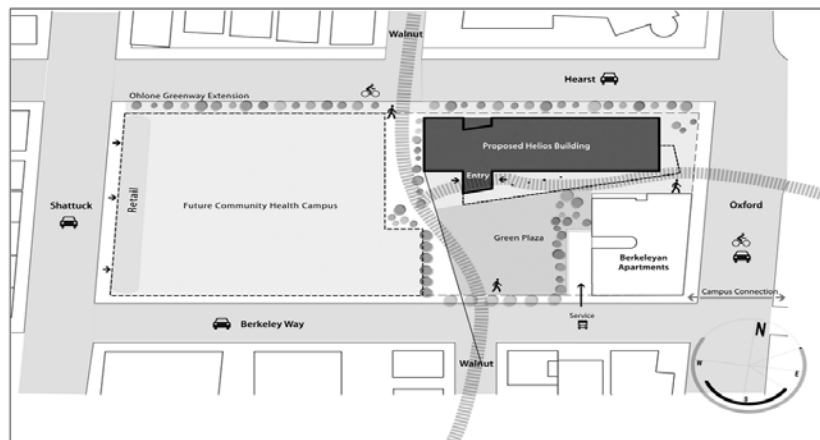 Walnut
Hearst
Ohlone Greenway Extension
Proposed Helios Building
Entry
Retail
Shattuck
Future Community Health Campus
Oxford
Green Plaza
Berkeleyan
Apartments
Campus Connection
Service
Berkeley Way
Walnut
N
W
E
S